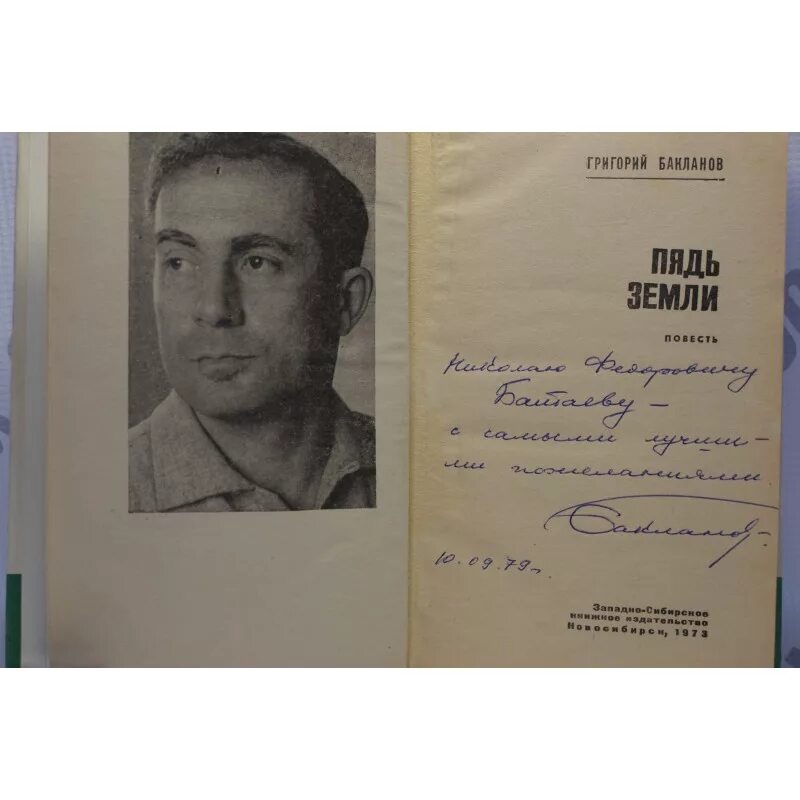 ГРИГОРИЙ БАКЛАНОВ
ПЯДЬ
ЗЕМЛИ
ПОВЕСТЬ
Николаю Федоровичу
Батаеву —
с самыми лучши-
ми пожеланиями.
Бакланов
10.09.79г.
Западно-Сибирское
книжное издательство
Новосибирск, 1973